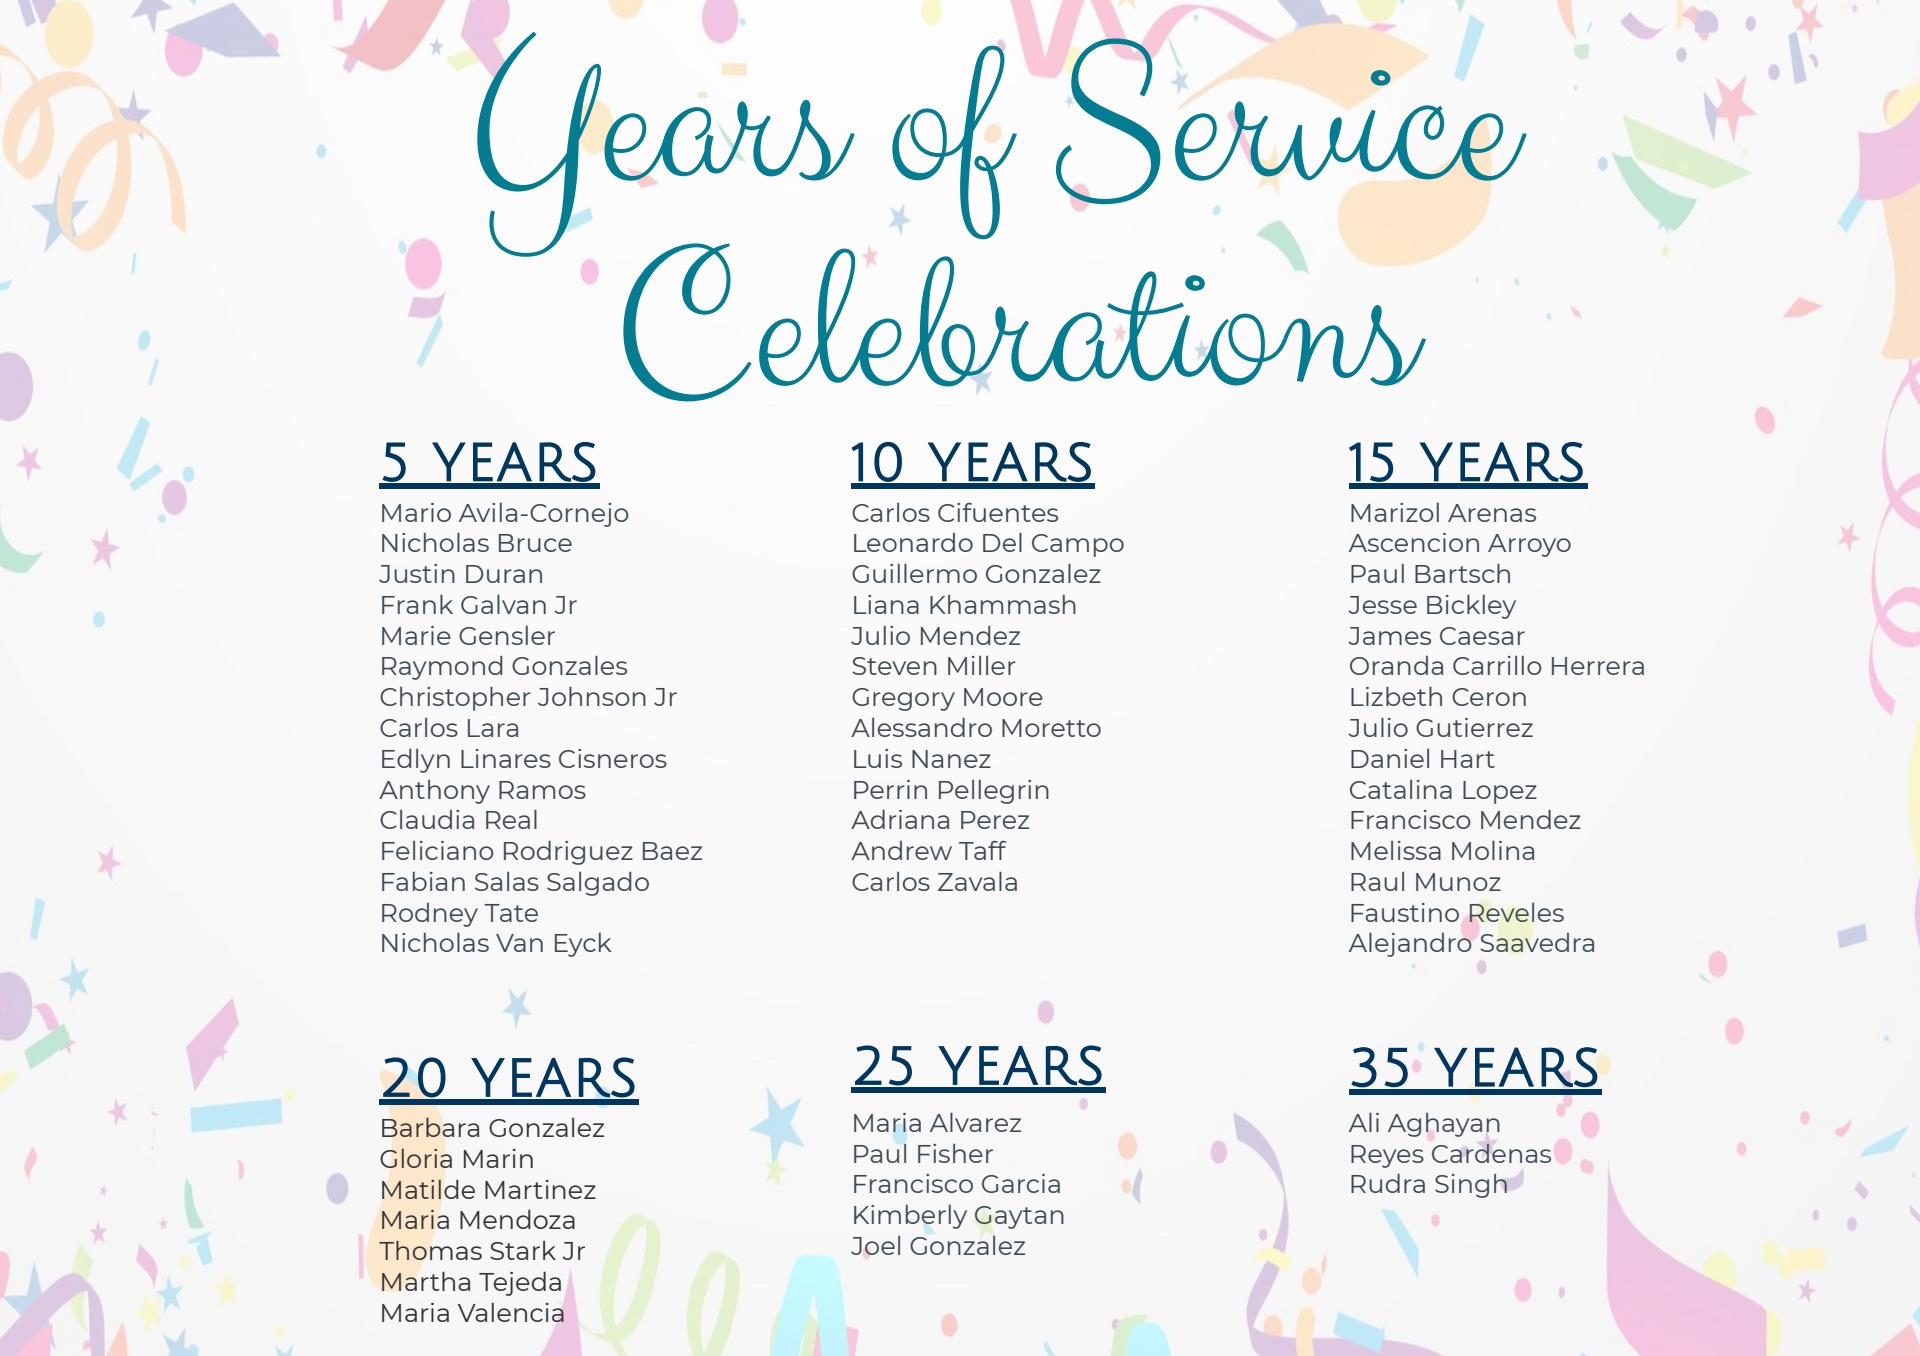 Years of Service
Celebrations
5 YEARS
Mario Avila-Cornejo
Nicholas Bruce
Justin Duran
Frank Galvan Jr
Marie Gensler
Raymond Gonzales
Christopher Johnson Jr
Carlos Lara
Edlyn Linares Cisneros
Anthony Ramos
Claudia Real
Feliciano Rodriguez Baez
Fabian Salas Salgado
Rodney Tate
Nicholas Van Eyck
10 YEARS
Carlos Cifuentes
Leonardo Del Campo
Guillermo Gonzalez
Liana Khammash
Julio Mendez
Steven Miller
Gregory Moore
Alessandro Moretto
Luis Nanez
Perrin Pellegrin
Adriana Perez
Andrew Taff
Carlos Zavala
15 YEARS
Marizol Arenas
Ascencion Arroyo
Paul Bartsch
Jesse Bickley
James Caesar
Oranda Carrillo Herrera
Lizbeth Ceron
Julio Gutierrez
Daniel Hart
Catalina Lopez
Francisco Mendez
Melissa Molina
Raul Munoz
Faustino Reveles
Alejandro Saavedra
20 YEARS
Barbara Gonzalez
Gloria Marin
Matilde Martinez
Maria Mendoza
Thomas Stark Jr
Martha Tejeda
Maria Valencia
25 YEARS
Maria Alvarez
Paul Fisher
Francisco Garcia
Kimberly Gaytan
Joel Gonzalez
35 YEARS
Ali Aghayan
Reyes Cardenas
Rudra Singh